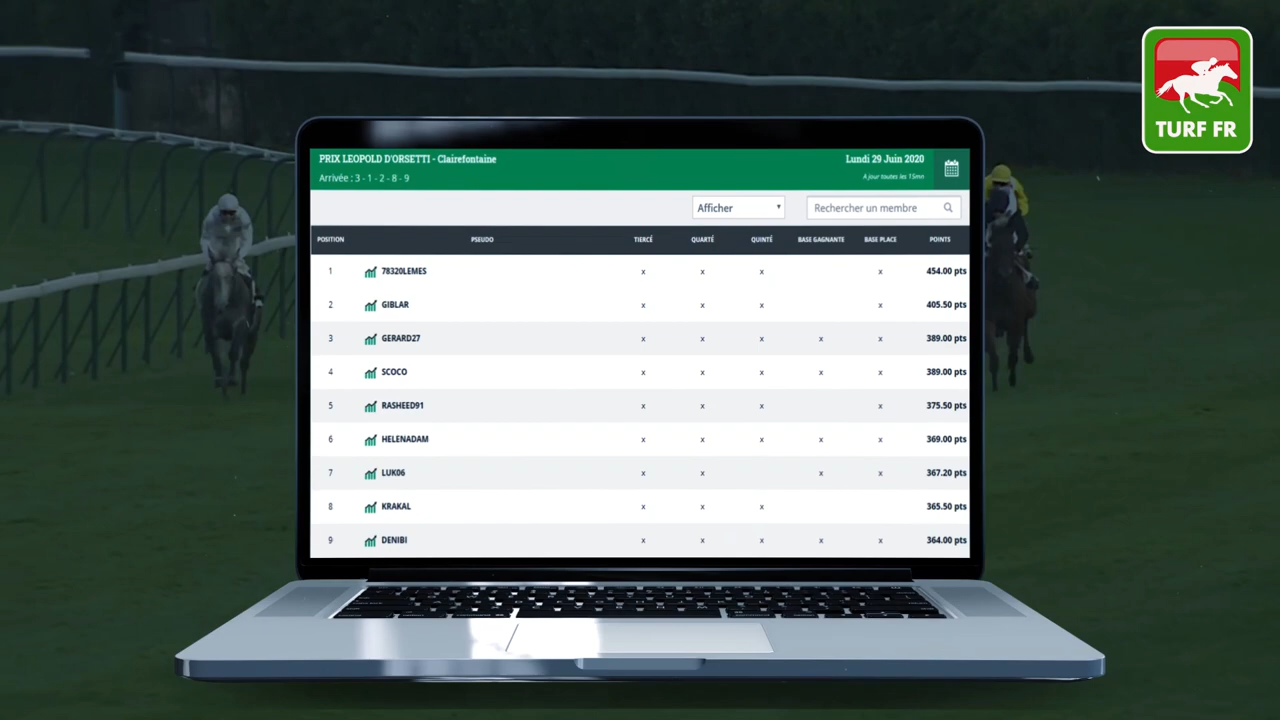 TURF FR
PRIX LEOPOLD D'ORSETTI - Clairefontaine
Lundi 29 Juin 2020
Arrivée : 3 - 1 - 2 - 8 - 9
A jour toutes les 15mn
Afficher
Rechercher un membre
POSITION PSEUDO TIERCÉ QUARTÉ QUINTÉ BASE GAGNANTE BASE PLACE POINTS
1 78320LEMES x x x x 454.00 pts
2 GIBLAR x x x x 405.50 pts
3 GERARD27 x x x x x 389.00 pts
4 SCOCO x x x x x 389.00 pts
5 RASHEED91 x x x x 375.50 pts
6 HELENADAM x x x x x 369.00 pts
7 LUK06 x x x x 367.20 pts
8 KRAKAL x x x 365.50 pts
9 DENIBI x x x x x 364.00 pts